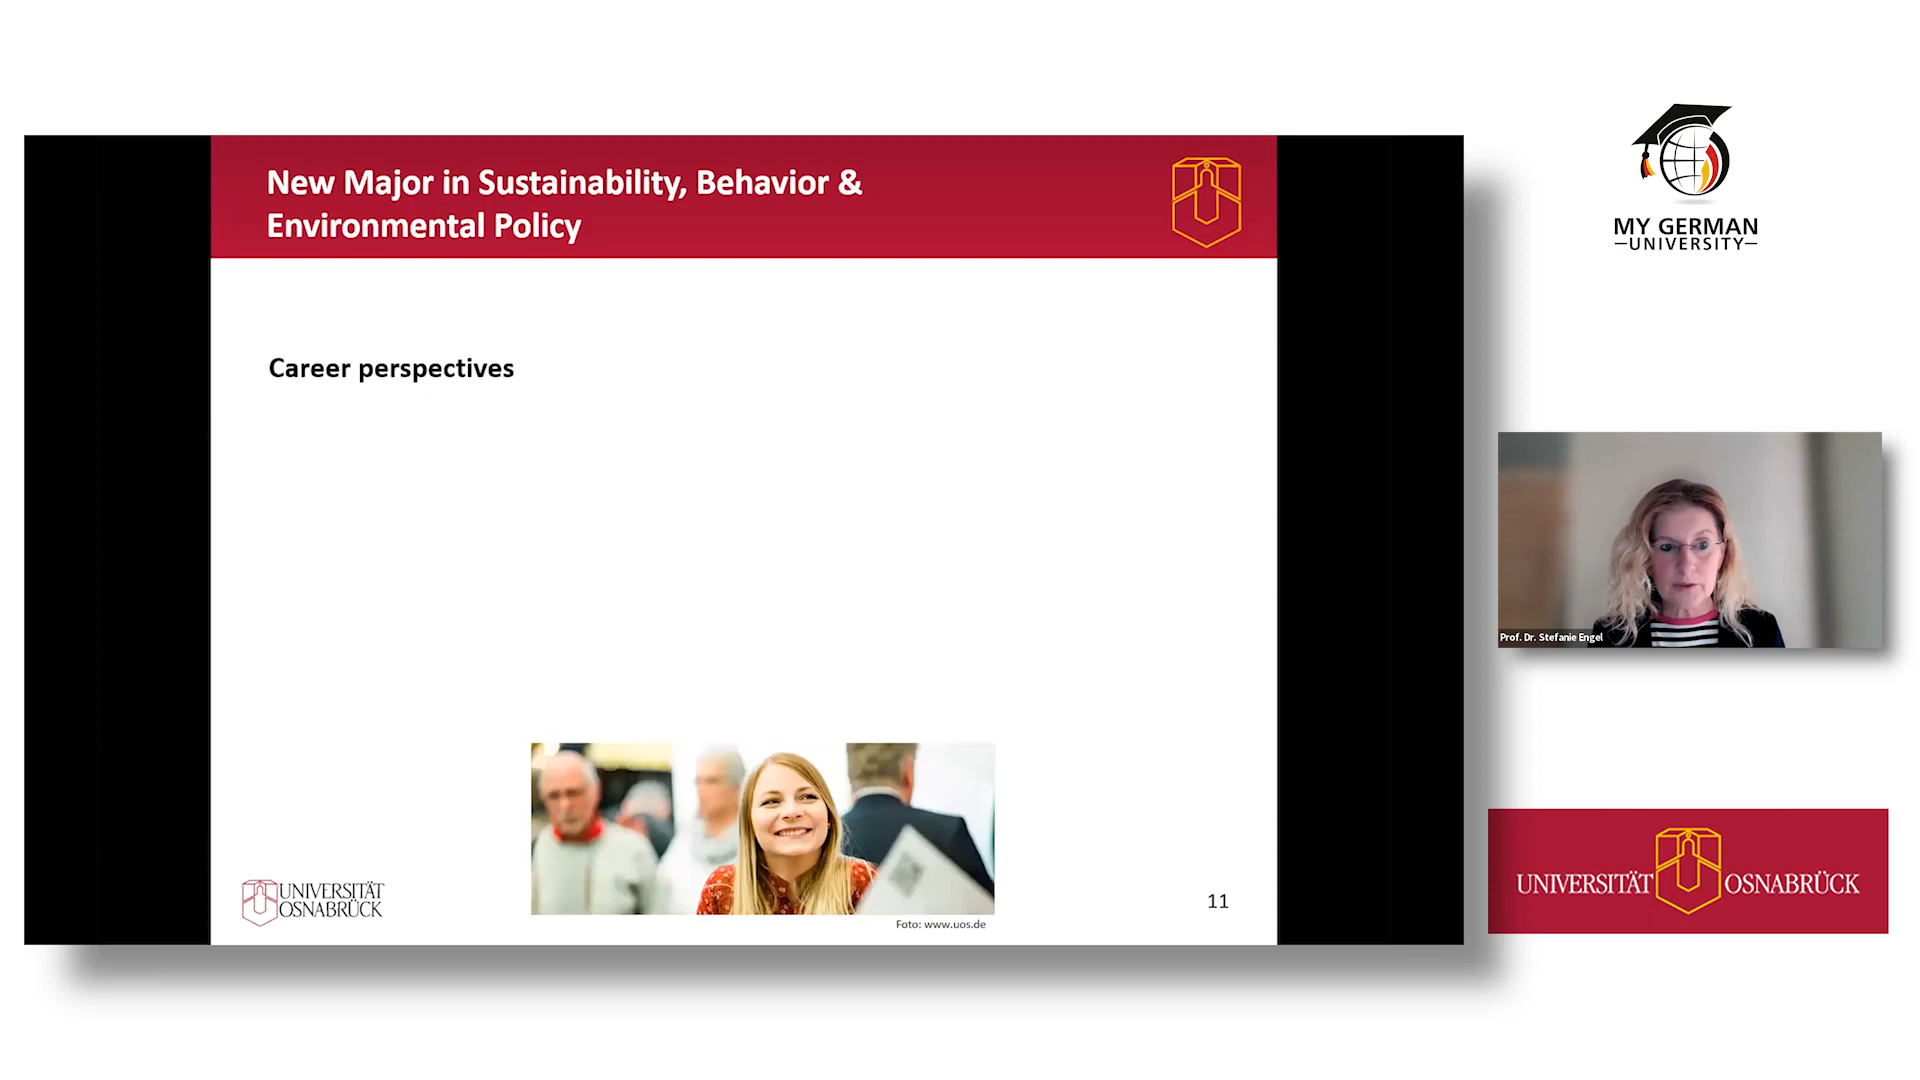 New Major in Sustainability, Behavior &
Environmental Policy
Career perspectives
UNIVERSITÄT
OSNABRÜCK
Foto: www.uos.de
11
MY GERMAN
UNIVERSITY
Prof. Dr. Stefanie Engel
UNIVERSITÄT OSNABRÜCK